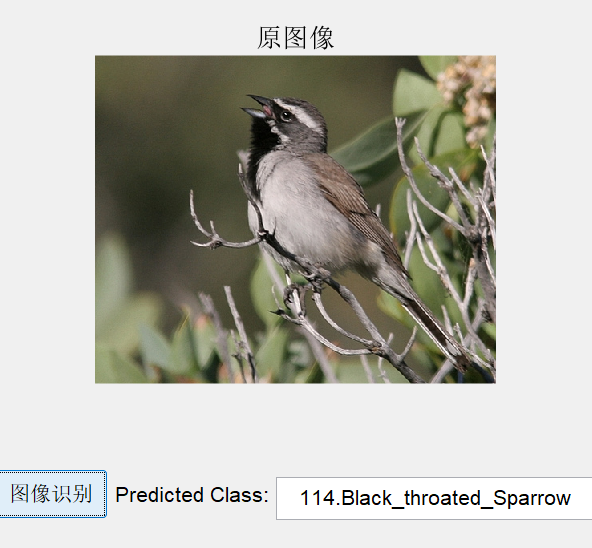 原图像
图像识别 Predicted Class: 114.Black_throated_Sparrow